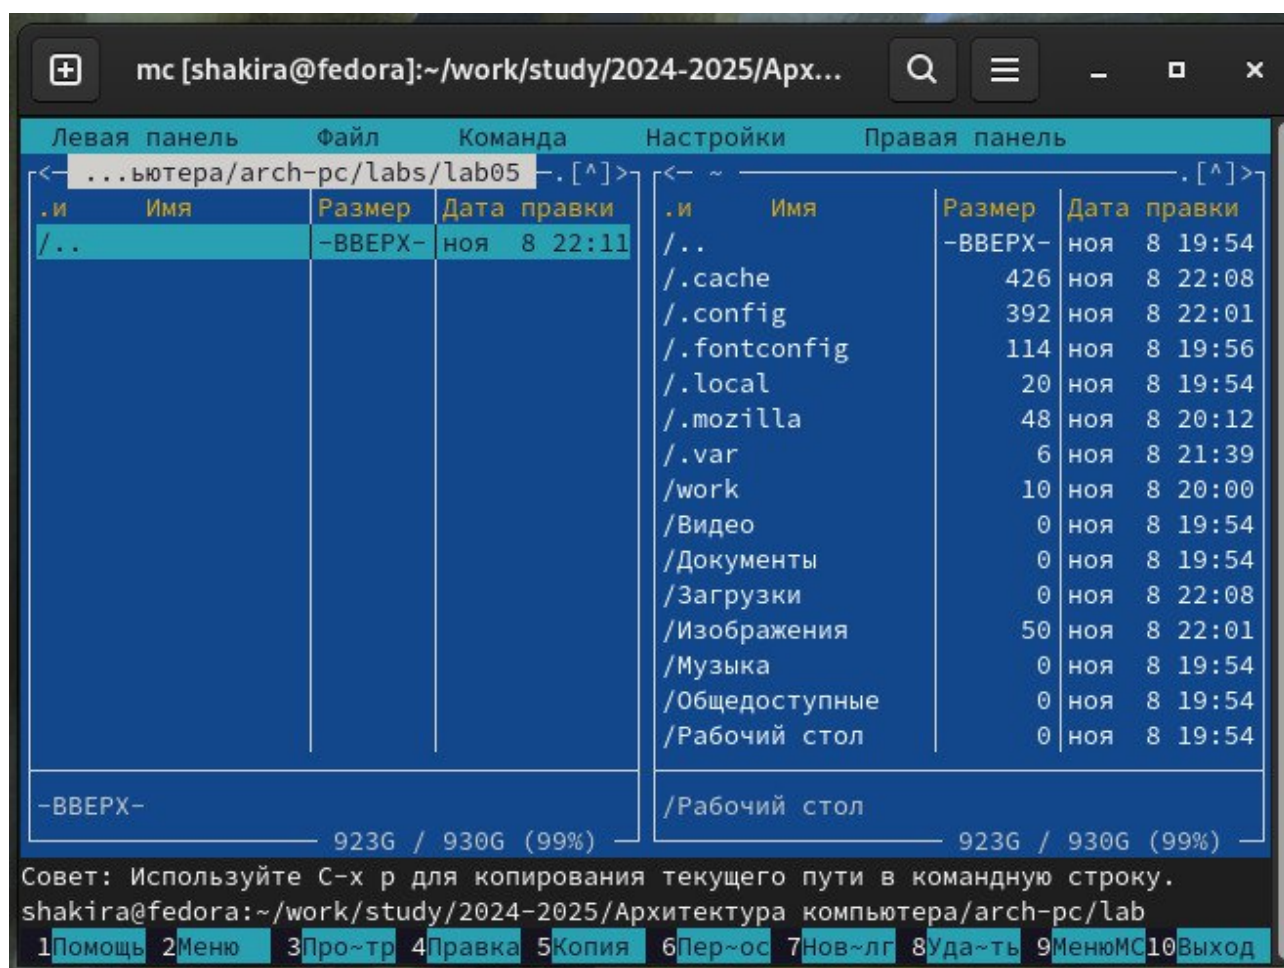 mc [shakira@fedora]:~/work/study/2024-2025/Арх...
Левая панель Файл Команда Настройки Правая панель
<— ...ьютера/arch-pc/labs/lab05 —.[^]> <— ~ —.[^]>
.и Имя Размер Дата правки .и Имя Размер Дата правки
/.. -ВВЕРХ- ноя 8 22:11 /.. -ВВЕРХ- ноя 8 19:54
/.cache 426 ноя 8 22:08
/.config 392 ноя 8 22:01
/.fontconfig 114 ноя 8 19:56
/.local 20 ноя 8 19:54
/.mozilla 48 ноя 8 20:12
/.var 6 ноя 8 21:39
/work 10 ноя 8 20:00
/Видео 0 ноя 8 19:54
/Документы 0 ноя 8 19:54
/Загрузки 0 ноя 8 22:08
/Изображения 50 ноя 8 22:01
/Музыка 0 ноя 8 19:54
/Общедоступные 0 ноя 8 19:54
/Рабочий стол 0 ноя 8 19:54
-ВВЕРХ- /Рабочий стол
923G / 930G (99%) 923G / 930G (99%)
Совет: Используйте C-x p для копирования текущего пути в командную строку.
shakira@fedora:~/work/study/2024-2025/Архитектура компьютера/arch-pc/lab
1Помощь 2Меню 3Про~тр 4Правка 5Копия 6Пер~ос 7Нов~лг 8Уда~ть 9МенюМС 10Выход